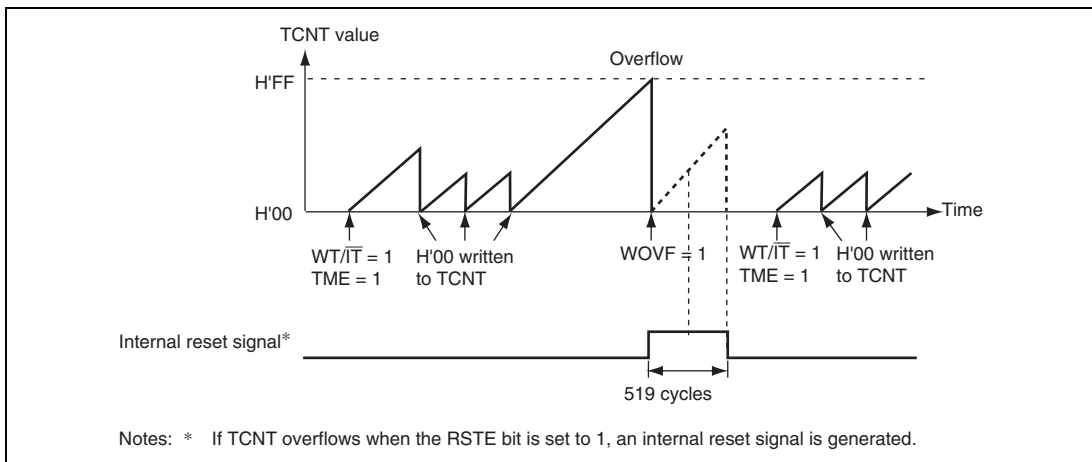 TCNT value
Overflow
H'FF
H'00
Time
WT/IT = 1
TME = 1
H'00 written
to TCNT
WOVF = 1
WT/IT = 1
TME = 1
H'00 written
to TCNT
Internal reset signal*
519 cycles
Notes: * If TCNT overflows when the RSTE bit is set to 1, an internal reset signal is generated.